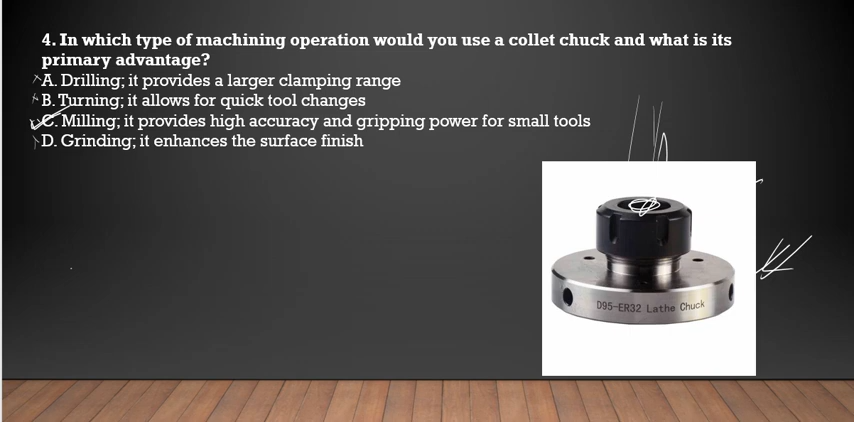 4. In which type of machining operation would you use a collet chuck and what is its
primary advantage?
A. Drilling; it provides a larger clamping range
B. Turning; it allows for quick tool changes
C. Milling; it provides high accuracy and gripping power for small tools
D. Grinding; it enhances the surface finish
D95-ER32 Lathe Chuck